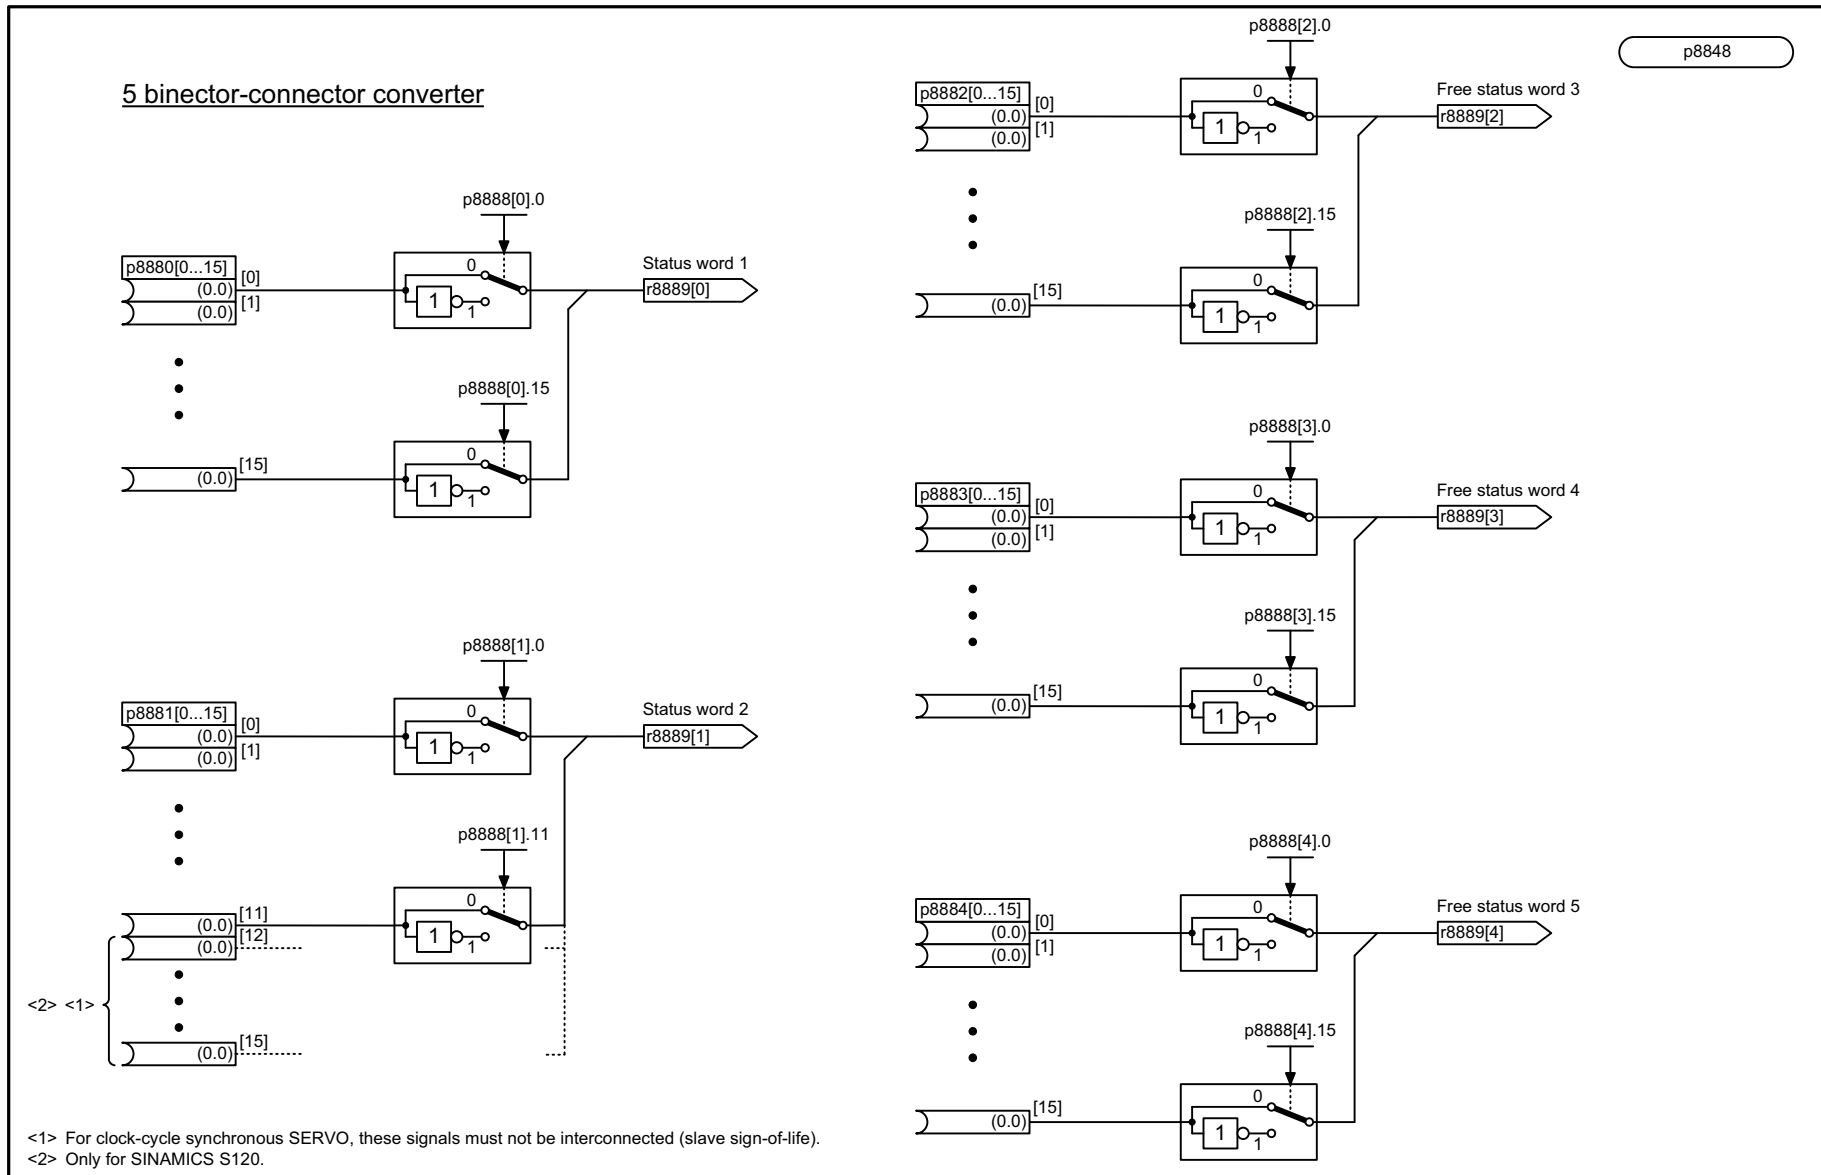 5 binector-connector converter
p8848
p8888[0].0
p8880[0...15]
[0]
(0.0)
[1]
(0.0)
0
1
1
Status word 1
r8889[0]
p8888[0].15
[15]
(0.0)
0
1
1
p8888[1].0
p8881[0...15]
[0]
(0.0)
[1]
(0.0)
0
1
1
Status word 2
r8889[1]
p8888[1].11
[11]
(0.0)
[12]
(0.0)
0
1
1
<2> <1>
[15]
(0.0)
p8888[2].0
p8882[0...15]
[0]
(0.0)
[1]
(0.0)
0
1
1
Free status word 3
r8889[2]
p8888[2].15
[15]
(0.0)
0
1
1
p8888[3].0
p8883[0...15]
[0]
(0.0)
[1]
(0.0)
0
1
1
Free status word 4
r8889[3]
p8888[3].15
[15]
(0.0)
0
1
1
p8888[4].0
p8884[0...15]
[0]
(0.0)
[1]
(0.0)
0
1
1
Free status word 5
r8889[4]
p8888[4].15
[15]
(0.0)
0
1
1
<1> For clock-cycle synchronous SERVO, these signals must not be interconnected (slave sign-of-life).
<2> Only for SINAMICS S120.